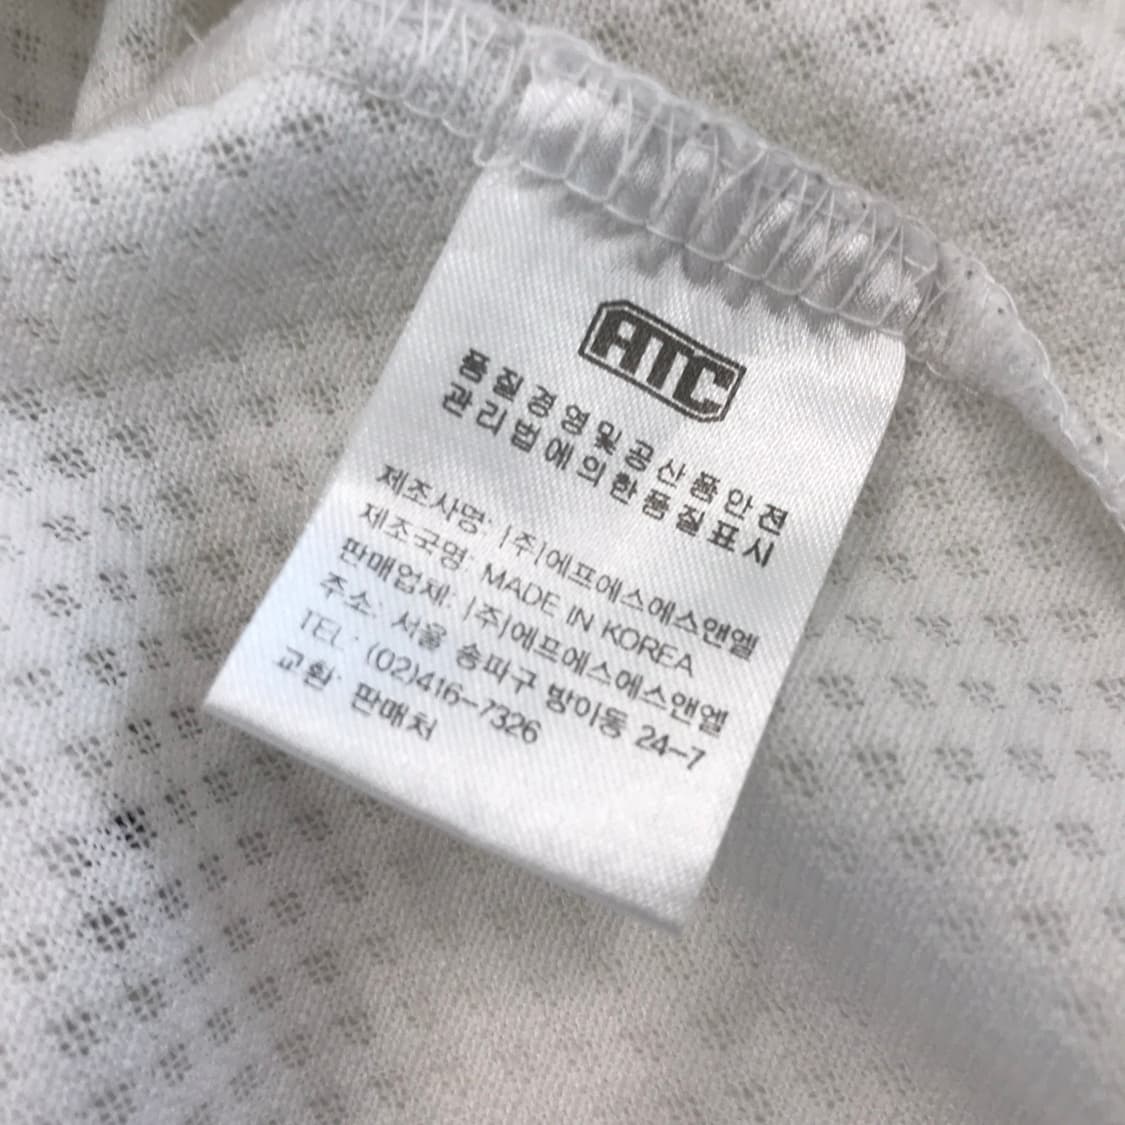 ATC
품질경영및공산품안전
관리법에의한품질표시
제조사명: |주|에프에스에스앤엘
제조국명: MADE IN KOREA
판매업체: |주|에프에스에스앤엘
주소: 서울 송파구 방이동 24-7
TEL: (02)416-7326
교환: 판매처